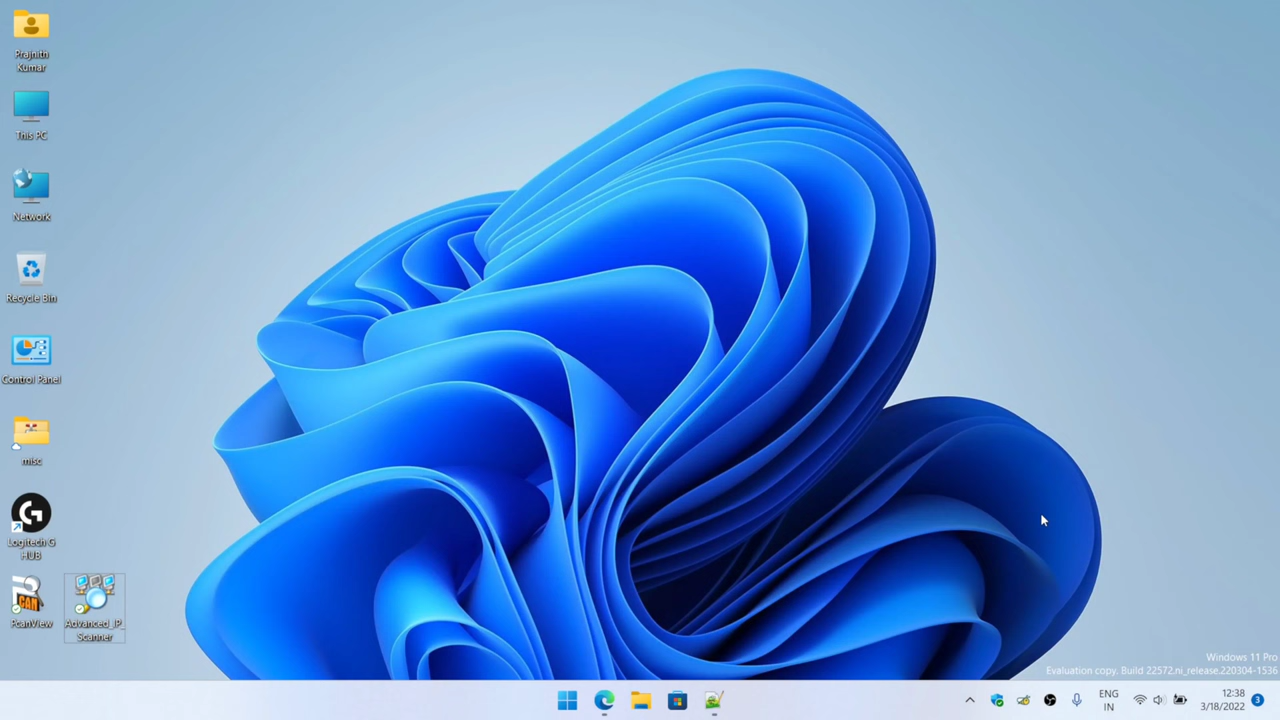 Prajnith
Kumar
This PC
Network
Recycle Bin
Control Panel
misc
Logitech G
HUB
PcanView
Advanced_IP_
Scanner
Windows 11 Pro
Evaluation copy. Build 22572.ni_release.220304-1536
ENG
IN
12:38
3/18/2022
3